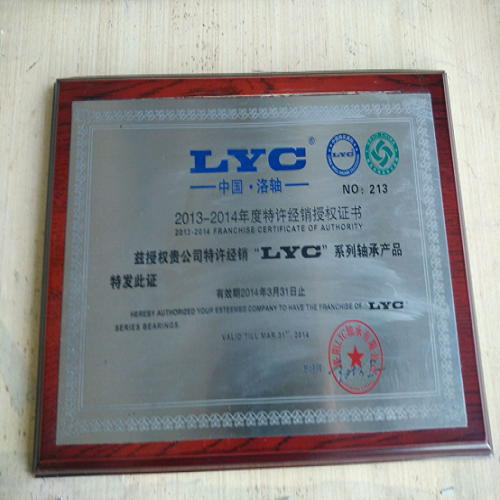 LYC®
LYC
中国·洛轴
NO: 213
2013-2014年度特许经销授权证书
2013-2014 FRANCHISE CERTIFICATE OF AUTHORITY
兹授权贵公司特许经销“LYC”系列轴承产品
特发此证
有效期2014年3月31日止
HEREBY AUTHORIZED YOUR ESTEEMED COMPANY TO HAVE THE FRANCHISE OF LYC
SERIES BEARINGS.
VALID TILL MAR.31ST, 2014